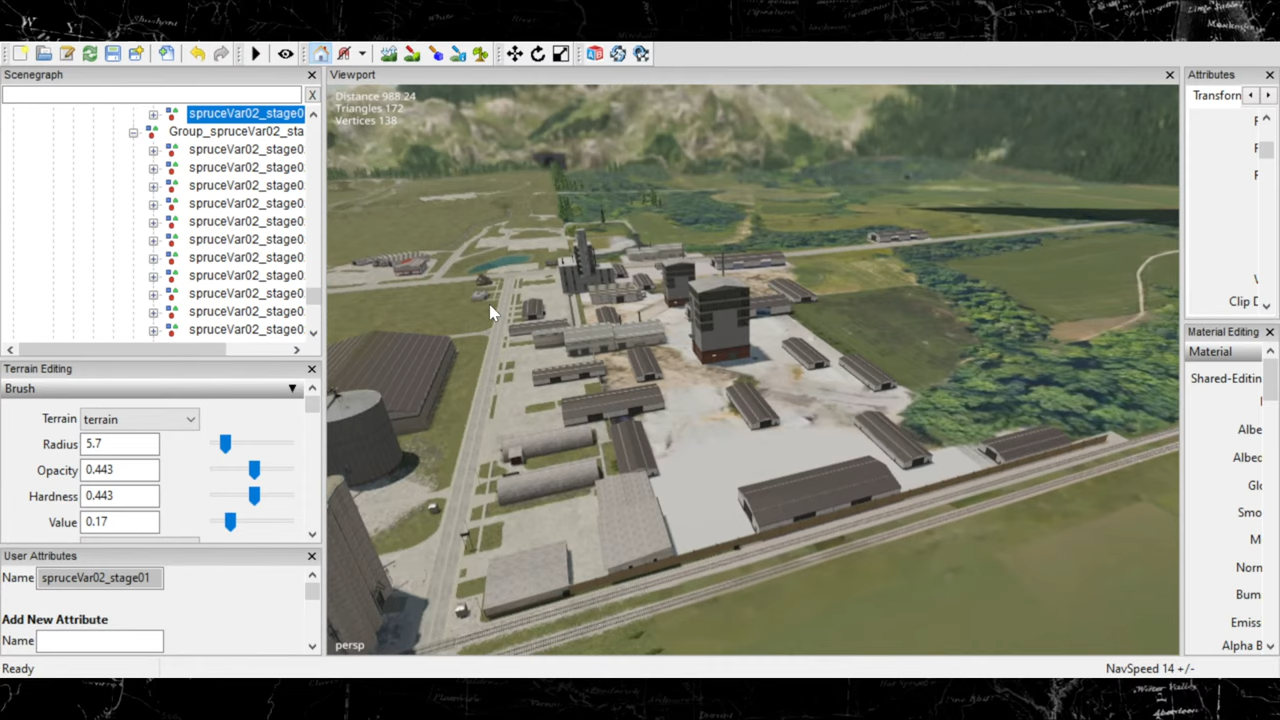 Scenegraph
X
spruceVar02_stage0
Group_spruceVar02_sta
spruceVar02_stage0
spruceVar02_stage0
spruceVar02_stage0
spruceVar02_stage0
spruceVar02_stage0
spruceVar02_stage0
spruceVar02_stage0
spruceVar02_stage0
spruceVar02_stage0
spruceVar02_stage0
spruceVar02_stage0
Terrain Editing
Brush
Terrain terrain
Radius 5.7
Opacity 0.443
Hardness 0.443
Value 0.17
User Attributes
Name spruceVar02_stage01
Add New Attribute
Name
Ready
Viewport
Distance 988.24
Triangles 172
Vertices 138
persp
Attributes
Transforn
V
Clip D
Material Editing
Material
Shared-Editin
Albe
Albec
Glo
Smo
M
Norn
Bum
Emiss
Alpha B
NavSpeed 14 +/-